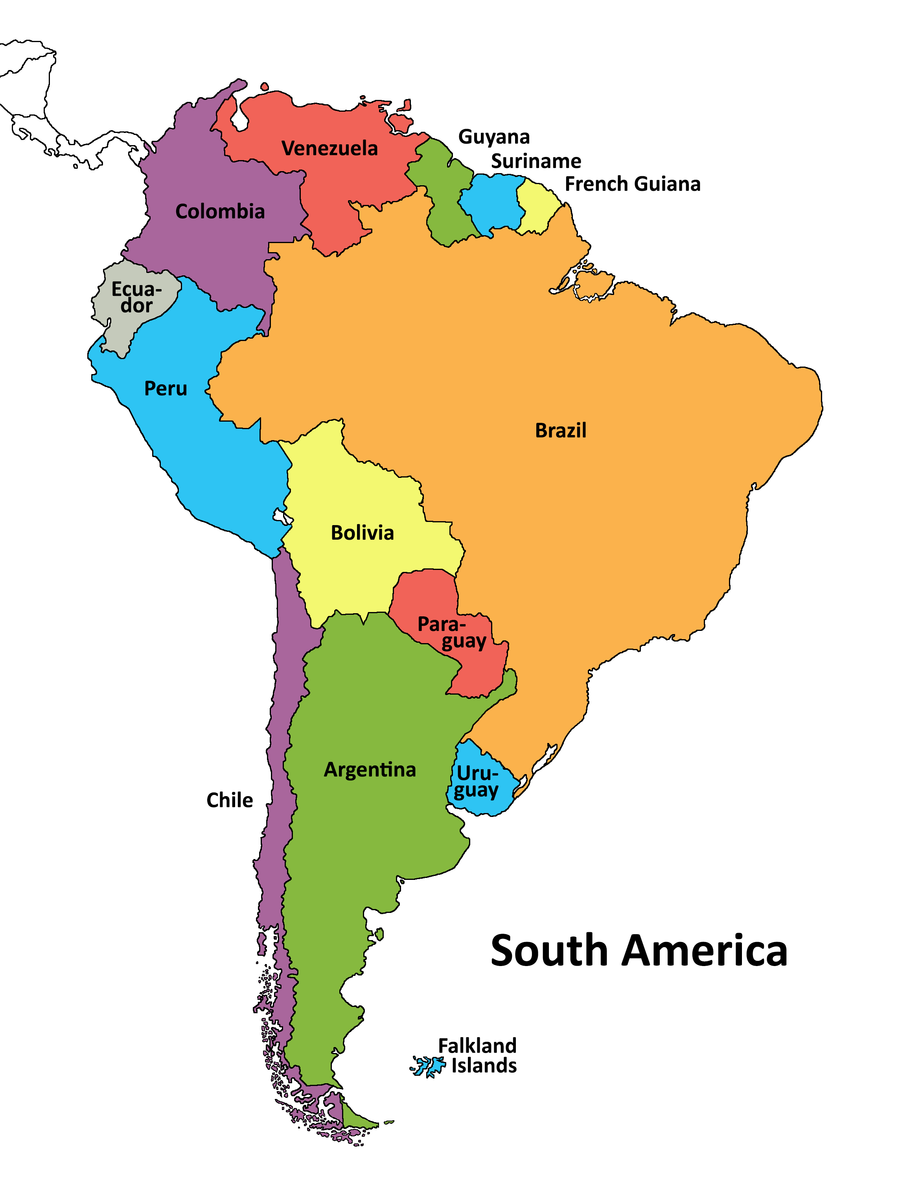 Guyana
Venezuela
Suriname
French Guiana
Colombia
Ecua-
dor
Peru
Brazil
Bolivia
Para-
guay
Argentina
Uru-
guay
Chile
South America
Falkland
Islands